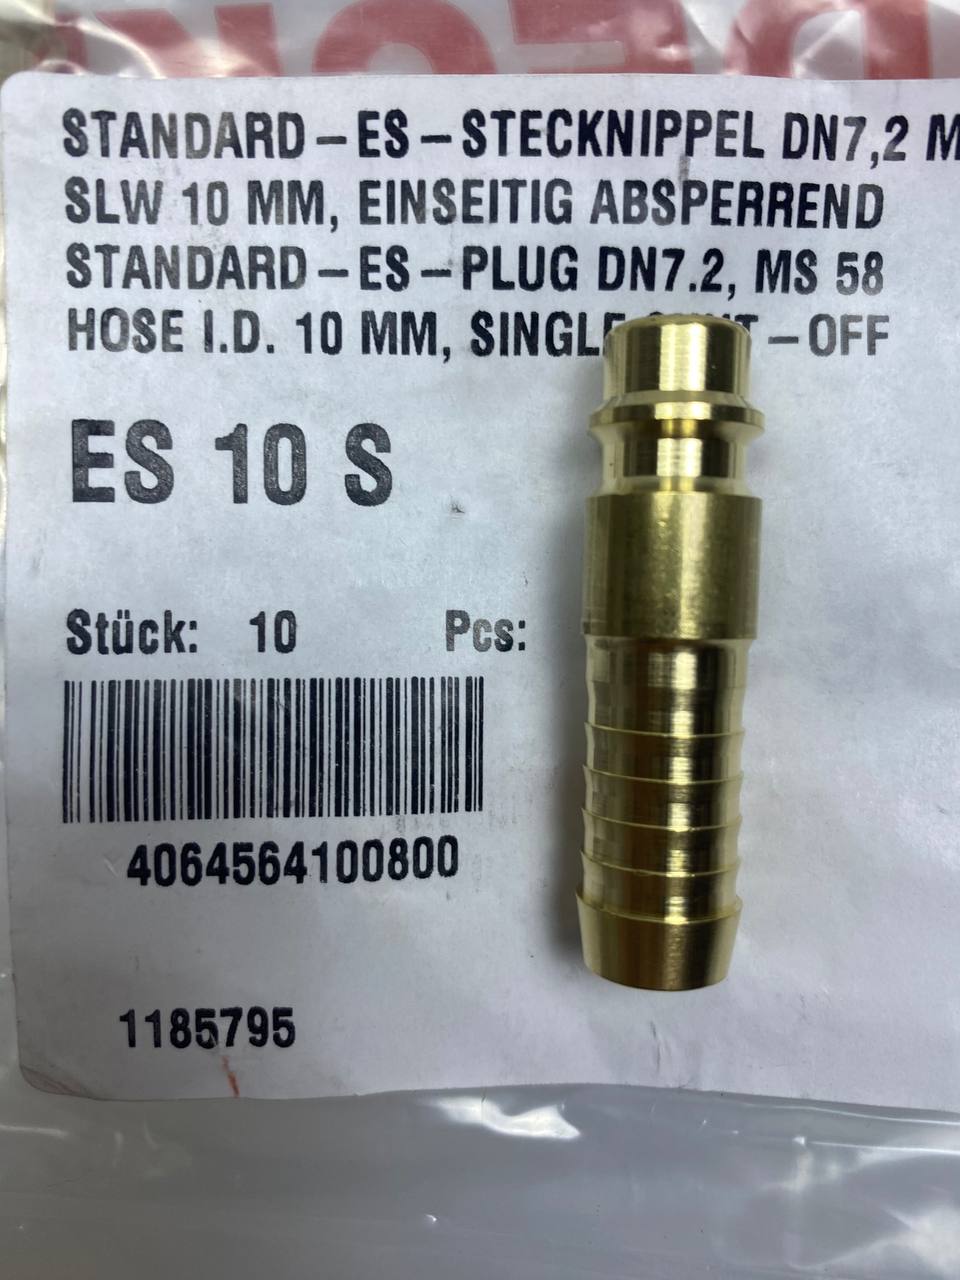 STANDARD-ES-STECKNIPPEL DN7,2 M
SLW 10 MM, EINSEITIG ABSPERREND
STANDARD-ES-PLUG DN7.2, MS 58
HOSE I.D. 10 MM, -OFF
ES 10 S
Stück: 10 Pcs:
4064564100800
1185795